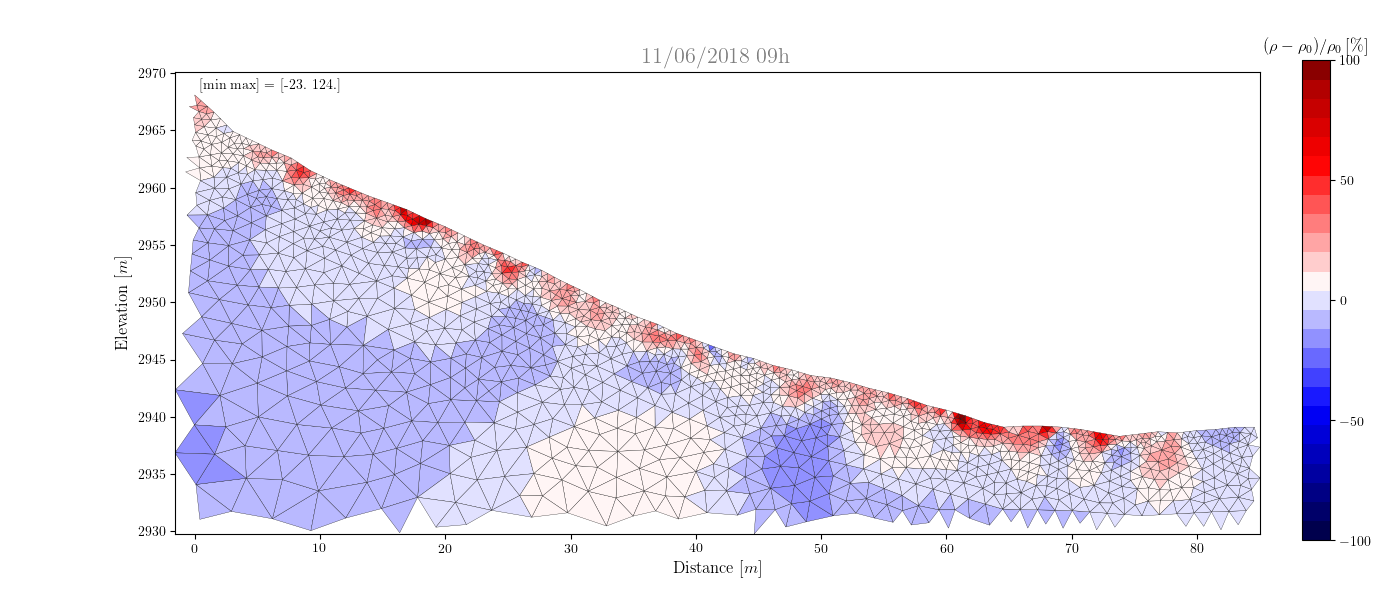 11/06/2018 09h
(ρ − ρ₀)/ρ₀ [%]
[min max] = [-23. 124.]
2970
2965
2960
2955
2950
2945
2940
2935
2930
Elevation [m]
0 10 20 30 40 50 60 70 80
Distance [m]
100
50
0
−50
−100